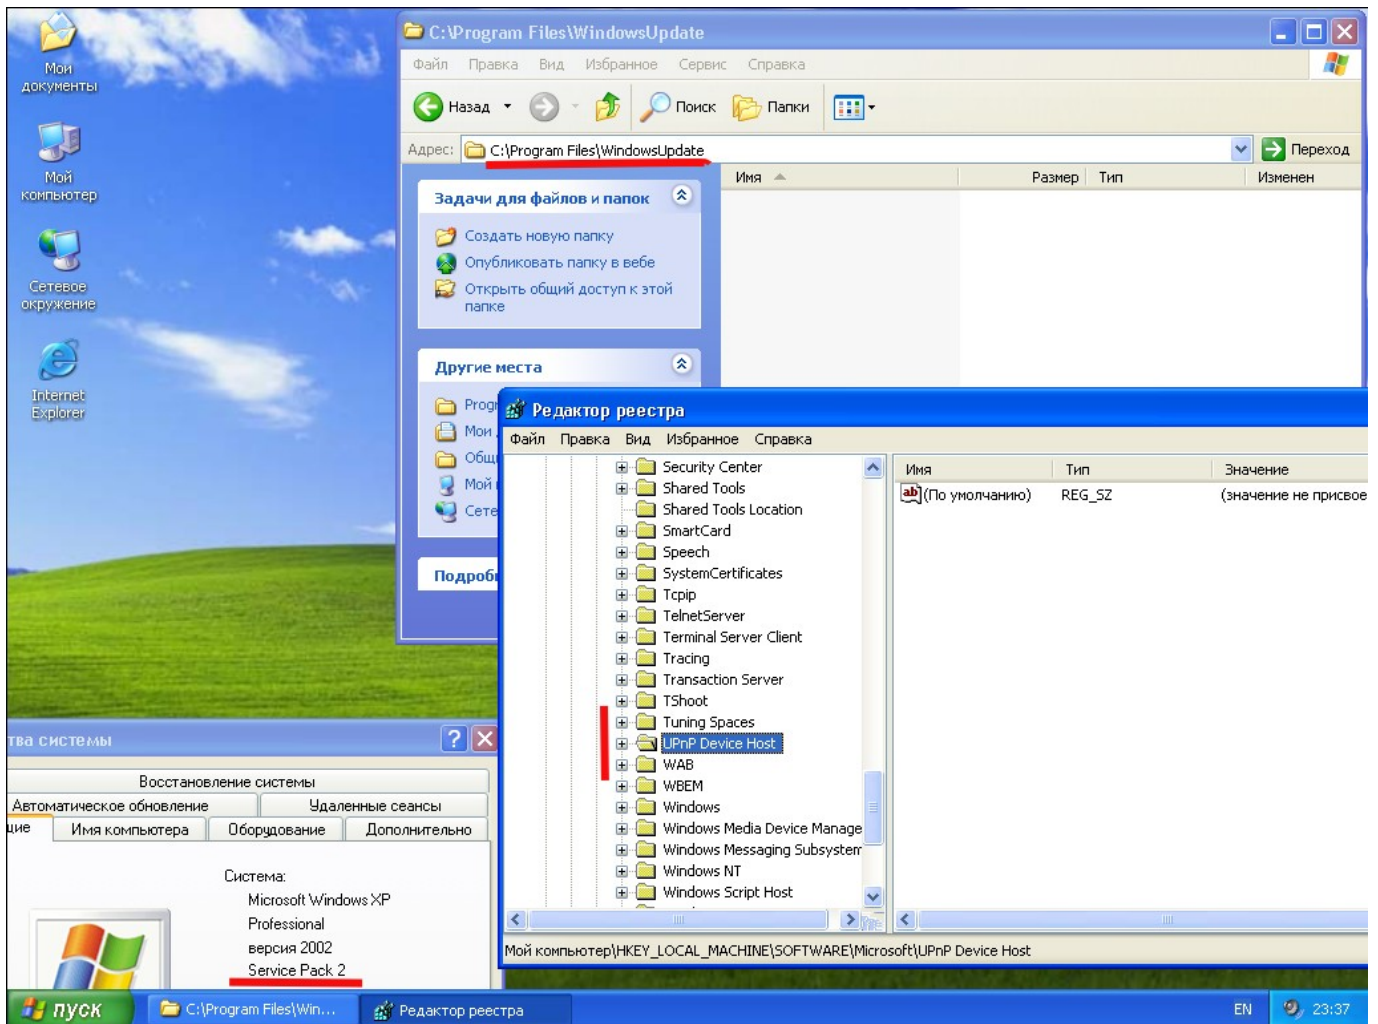 Мои
документы
Мой
компьютер
Сетевое
окружение
Internet
Explorer
C:\Program Files\WindowsUpdate
Файл Правка Вид Избранное Сервис Справка
Назад Поиск Папки
Адрес: C:\Program Files\WindowsUpdate Переход
Имя Размер Тип Изменен
Задачи для файлов и папок
Создать новую папку
Опубликовать папку в вебе
Открыть общий доступ к этой
папке
Другие места
Progr
Мои
Общи
Мой
Сете
Подроб
Редактор реестра
Файл Правка Вид Избранное Справка
Security Center
Shared Tools
Shared Tools Location
SmartCard
Speech
SystemCertificates
Tcpip
TelnetServer
Terminal Server Client
Tracing
Transaction Server
TShoot
Tuning Spaces
UPnP Device Host
WAB
WBEM
Windows
Windows Media Device Manage
Windows Messaging Subsystem
Windows NT
Windows Script Host
Имя Тип Значение
(По умолчанию) REG_SZ (значение не присвое
Мой компьютер\HKEY_LOCAL_MACHINE\SOFTWARE\Microsoft\UPnP Device Host
тва системы
Восстановление системы
Автоматическое обновление Удаленные сеансы
щие Имя компьютера Оборудование Дополнительно
Система:
Microsoft Windows XP
Professional
версия 2002
Service Pack 2
пуск C:\Program Files\Win... Редактор реестра EN 23:37